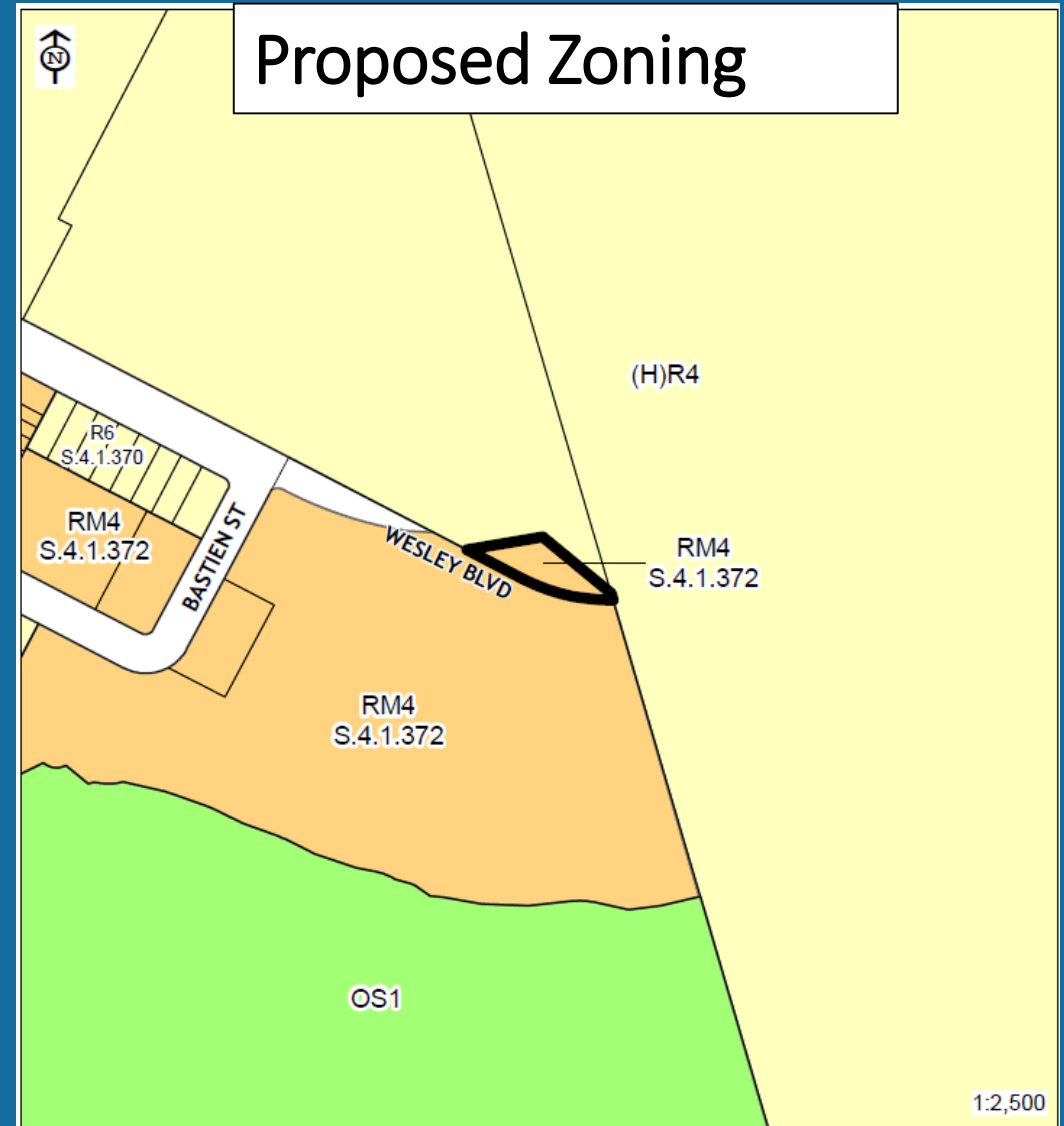 Proposed Zoning
N
(H)R4
R6
S.4.1.370
RM4
S.4.1.372
BASTIEN ST
WESLEY BLVD
RM4
S.4.1.372
RM4
S.4.1.372
OS1
1:2,500